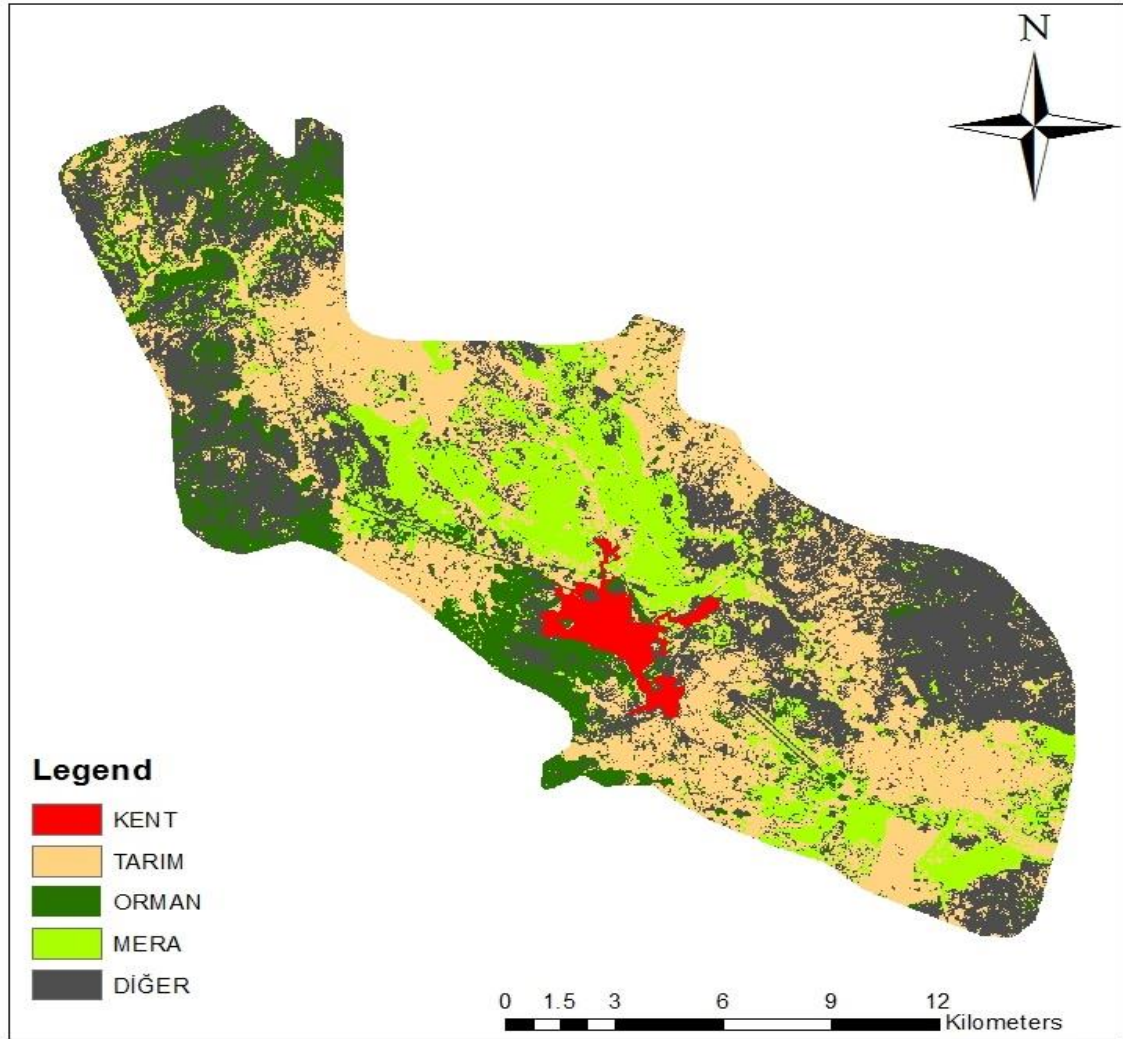 N
Legend
KENT
TARIM
ORMAN
MERA
DİĞER
0 1.5 3 6 9 12
Kilometers